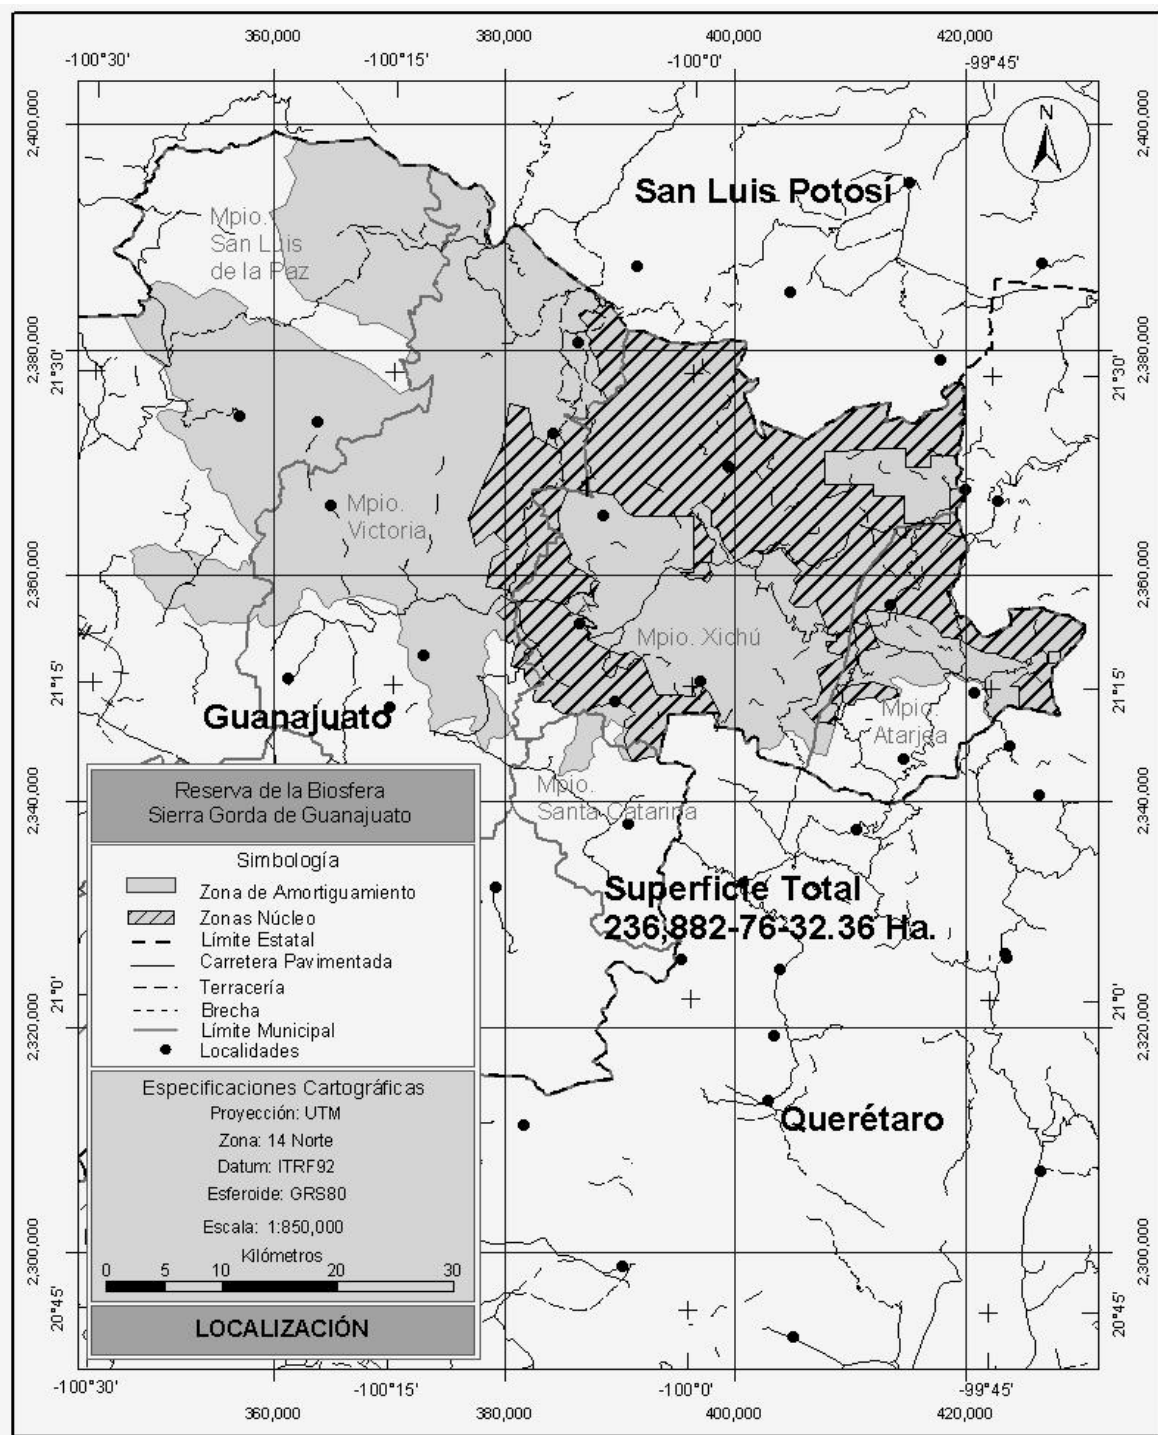 360,000 380,000 400,000 420,000
-100°30' -100°15' -100°0' -99°45'
2,400,000 2,400,000
N
San Luis Potosí
Mpio.
San Luis
de la Paz
2,380,000 2,380,000
21°30' 21°30'
Mpio.
Victoria
2,360,000 2,360,000
Mpio. Xichú
21°15' 21°15'
Guanajuato
Mpio.
Atarjea
Mpio.
Santa Catarina
2,340,000 2,340,000
Superficie Total
236,882-76-32.36 Ha.
21°0' 21°0'
2,320,000 2,320,000
Querétaro
2,300,000 2,300,000
20°45' 20°45'
Reserva de la Biosfera
Sierra Gorda de Guanajuato
Simbología
Zona de Amortiguamiento
Zonas Núcleo
Límite Estatal
Carretera Pavimentada
Terracería
Brecha
Límite Municipal
Localidades
Especificaciones Cartográficas
Proyección: UTM
Zona: 14 Norte
Datum: ITRF92
Esferoide: GRS80
Escala: 1:850,000
Kilómetros
0 5 10 20 30
LOCALIZACIÓN
-100°30' -100°15' -100°0' -99°45'
360,000 380,000 400,000 420,000